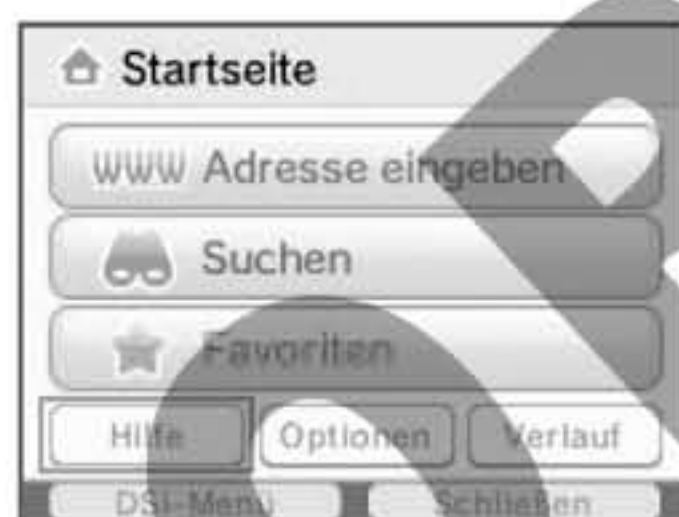 Startseite
WWW Adresse eingeben
Suchen
Favoriten
Hilfe Optionen Verlauf
DSi-Menü Schließen